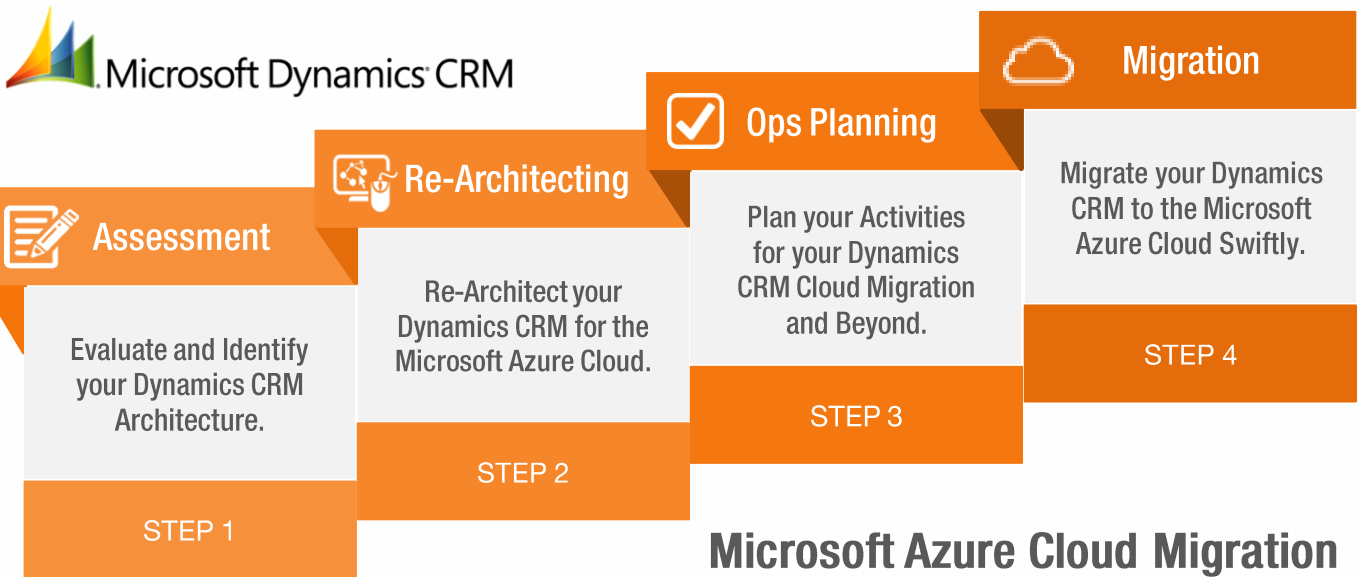 Microsoft Dynamics CRM
Assessment
Evaluate and Identify
your Dynamics CRM
Architecture.
STEP 1
Re-Architecting
Re-Architect your
Dynamics CRM for the
Microsoft Azure Cloud.
STEP 2
Ops Planning
Plan your Activities
for your Dynamics
CRM Cloud Migration
and Beyond.
STEP 3
Migration
Migrate your Dynamics
CRM to the Microsoft
Azure Cloud Swiftly.
STEP 4
Microsoft Azure Cloud Migration